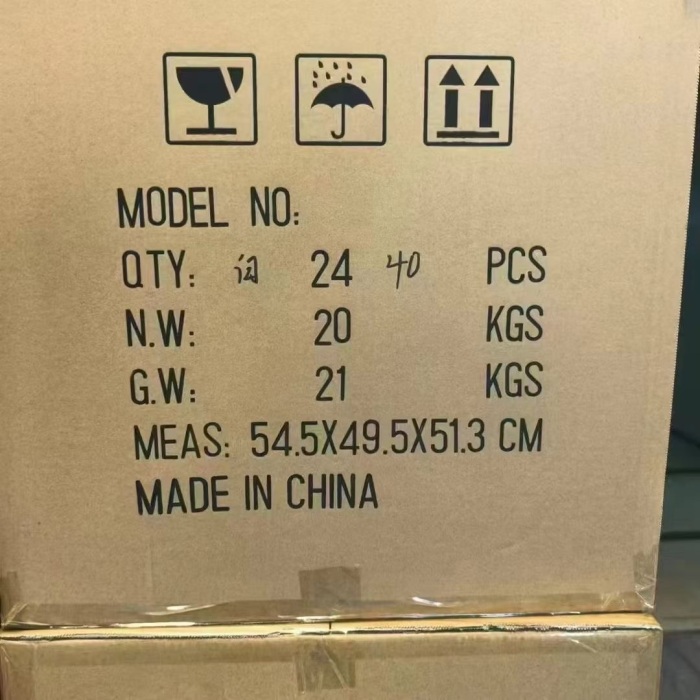 MODEL NO:
QTY: 24 40 PCS
N.W: 20 KGS
G.W: 21 KGS
MEAS: 54.5X49.5X51.3 CM
MADE IN CHINA